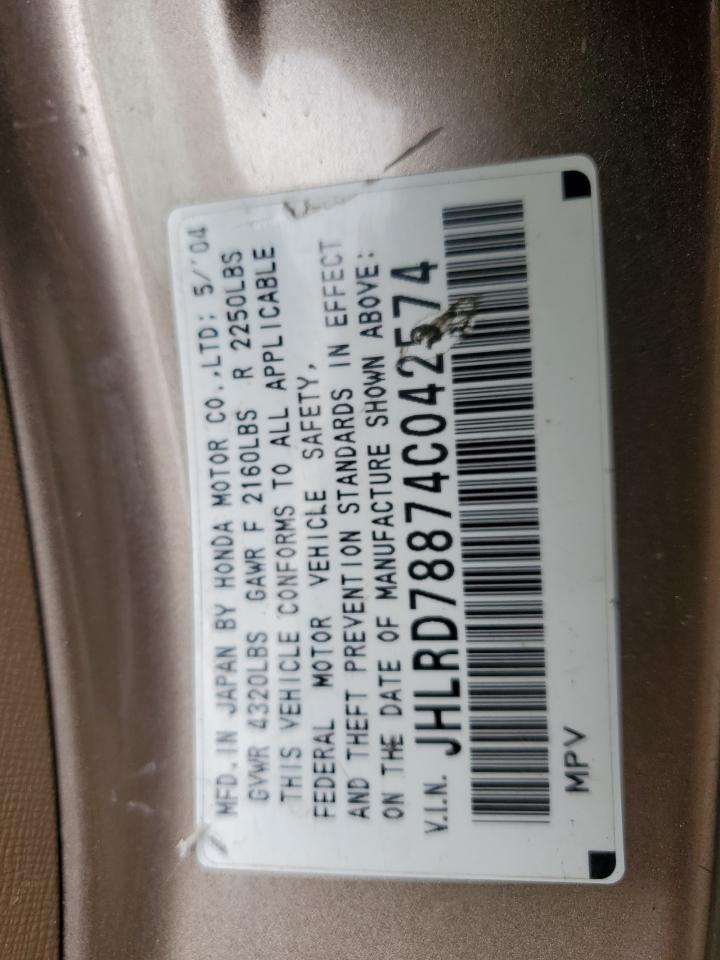 MFD. IN JAPAN BY HONDA MOTOR CO.,LTD: 5/'04
GVWR 4320LBS GAWR F 2160LBS R 2250LBS
THIS VEHICLE CONFORMS TO ALL APPLICABLE
FEDERAL MOTOR VEHICLE SAFETY,
AND THEFT PREVENTION STANDARDS IN EFFECT
ON THE DATE OF MANUFACTURE SHOWN ABOVE:
V.I.N. JHLRD78874C042574
MPV